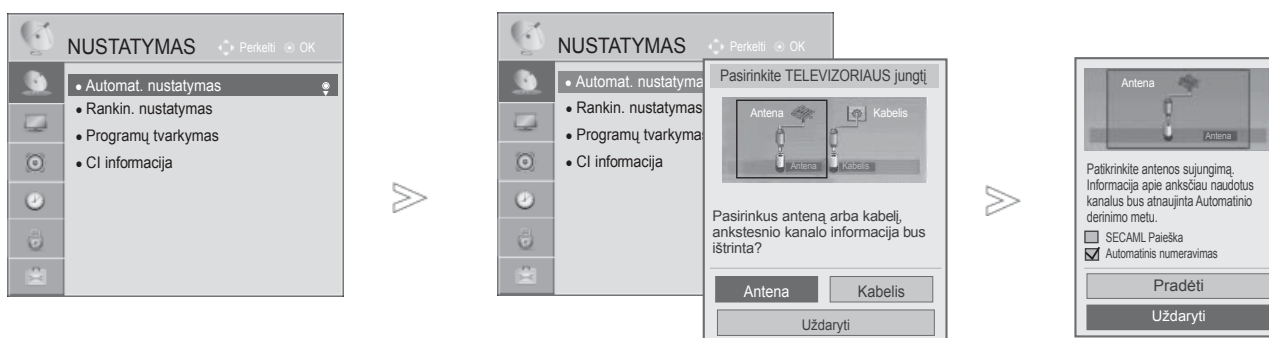 NUSTATYMAS Perkelti OK
• Automat. nustatymas
• Rankin. nustatymas
• Programų tvarkymas
• CI informacija
NUSTATYMAS Perkelti OK
• Automat. nustatyma
• Rankin. nustatymas
• Programų tvarkymas
• CI informacija
Pasirinkite TELEVIZORIAUS jungtį
Antena Kabelis
Antena Kabelis
Pasirinkus anteną arba kabelį,
ankstesnio kanalo informacija bus
ištrinta?
Antena Kabelis
Uždaryti
Antena
Antena
Patikrinkite antenos sujungimą.
Informacija apie anksčiau naudotus
kanalus bus atnaujinta Automatinio
derinimo metu.
SECAML Paieška
Automatinis numeravimas
Pradėti
Uždaryti